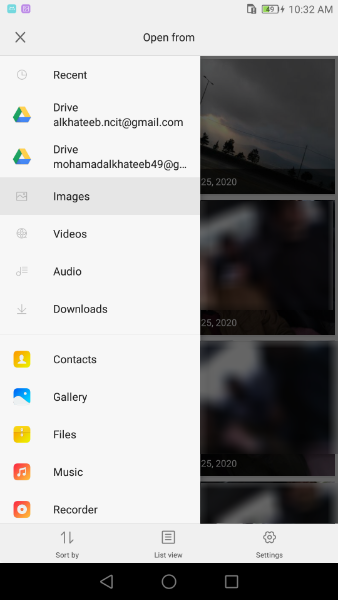 49
10:32 AM
Open from
Recent
Drive
alkhateeb.ncit@gmail.com
Drive
mohamadalkhateeb49@g...
Images
Videos
Audio
Downloads
Contacts
Gallery
Files
Music
Recorder
25, 2020
25, 2020
25, 2020
Sort by
List view
Settings